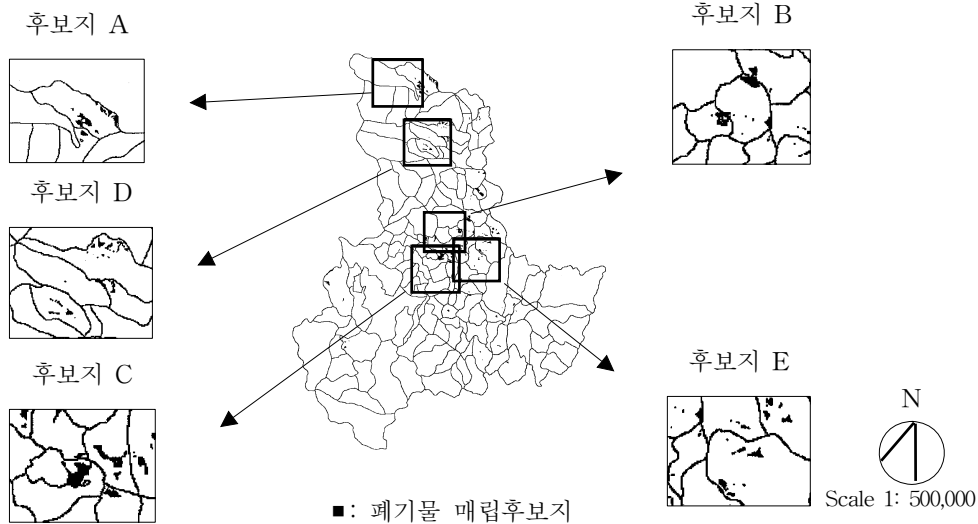 후보지 A
후보지 B
후보지 D
후보지 C
후보지 E
N
Scale 1: 500,000
■: 폐기물 매립후보지